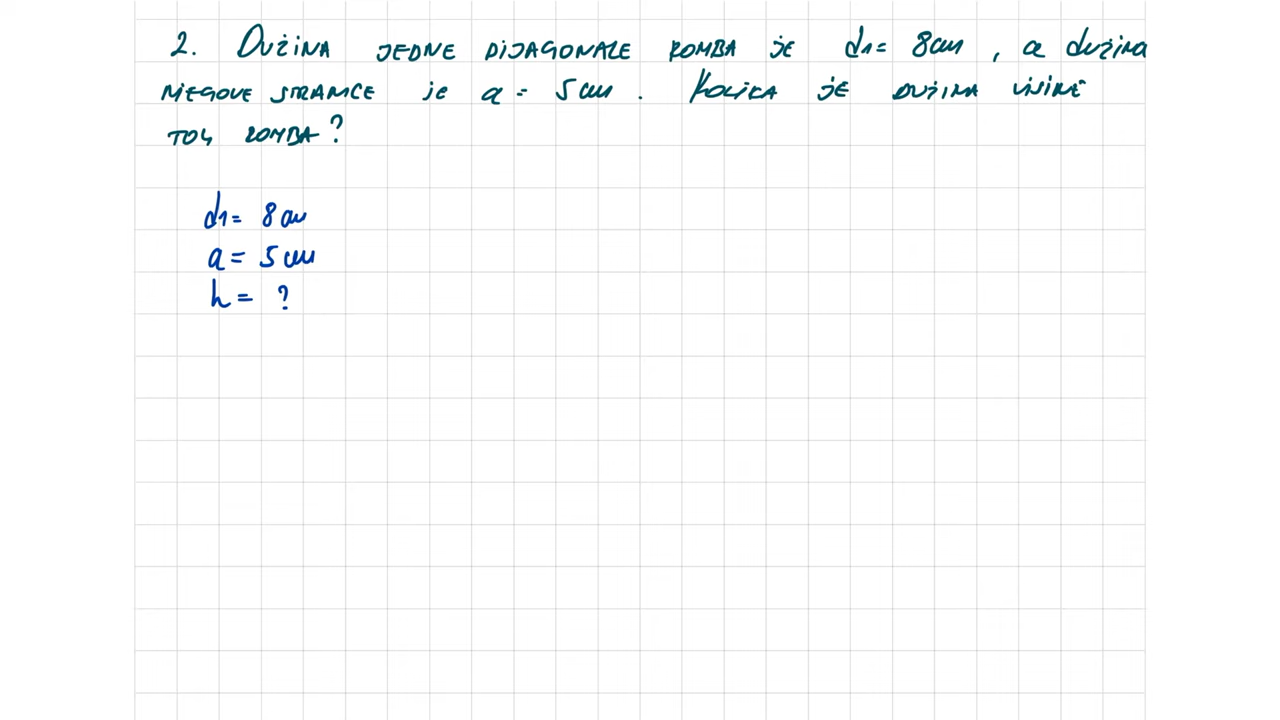 2. DUŽINA JEDNE DIJAGONALE ROMBA JE d1 = 8cm, a DUŽINA
NJEGOVE STRANICE je a = 5cm. KOLIKA JE DUŽINA VISINE
TOG ROMBA?
d1 = 8cm
a = 5cm
h = ?